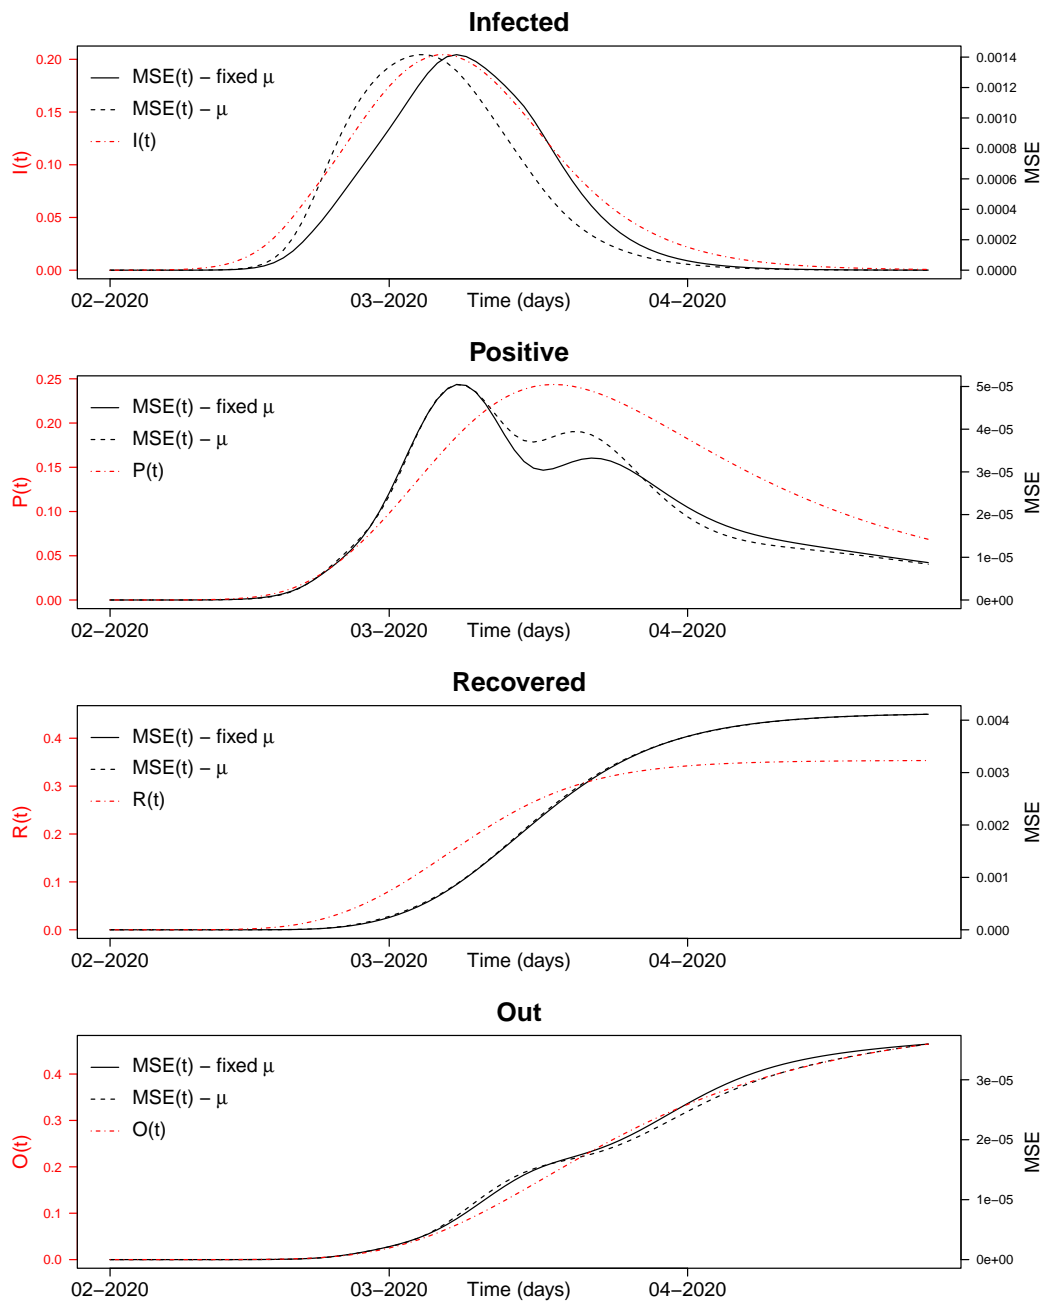 Infected
MSE(t) − fixed μ
MSE(t) − μ
I(t)
0.20
0.15
0.10
0.05
0.00
I(t)
0.0014
0.0012
0.0010
0.0008
0.0006
0.0004
0.0002
0.0000
MSE
02−2020 03−2020 Time (days) 04−2020
Positive
MSE(t) − fixed μ
MSE(t) − μ
P(t)
0.25
0.20
0.15
0.10
0.05
0.00
P(t)
5e−05
4e−05
3e−05
2e−05
1e−05
0e+00
MSE
02−2020 03−2020 Time (days) 04−2020
Recovered
MSE(t) − fixed μ
MSE(t) − μ
R(t)
0.4
0.3
0.2
0.1
0.0
R(t)
0.004
0.003
0.002
0.001
0.000
MSE
02−2020 03−2020 Time (days) 04−2020
Out
MSE(t) − fixed μ
MSE(t) − μ
O(t)
0.4
0.3
0.2
0.1
0.0
O(t)
3e−05
2e−05
1e−05
0e+00
MSE
02−2020 03−2020 Time (days) 04−2020